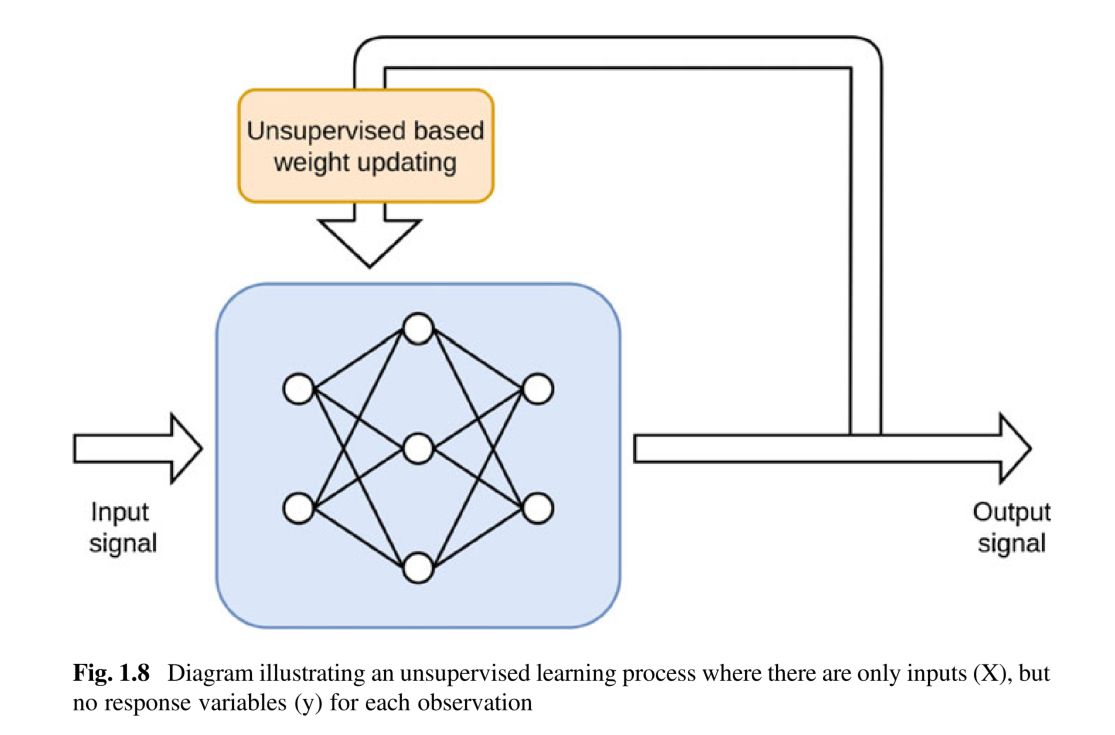 Unsupervised based
weight updating
Input
signal
Output
signal
Fig. 1.8 Diagram illustrating an unsupervised learning process where there are only inputs (X), but
no response variables (y) for each observation